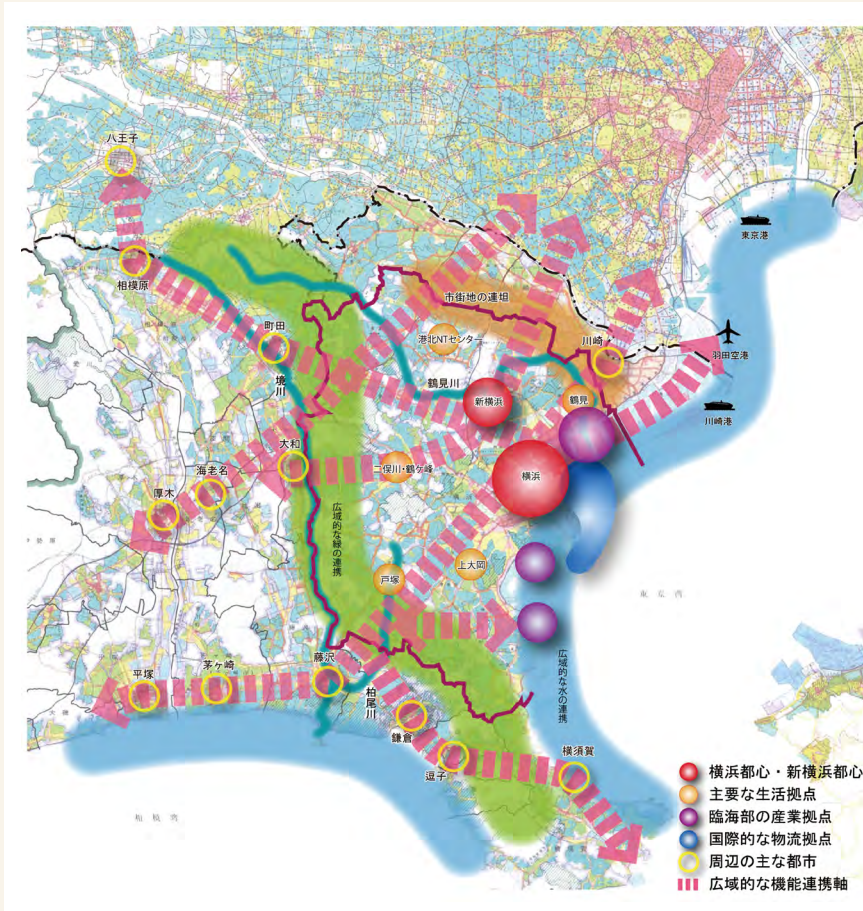 八王子
東京港
相模原
市街地の連坦
町田
港北NTセンター
川崎
羽田空港
境川
鶴見川
新横浜
鶴見
川崎港
大和
海老名
二俣川・鶴ケ峰
横浜
厚木
広域的な緑の連携
戸塚
上大岡
東京湾
藤沢
広域的な水の連携
平塚
茅ヶ崎
柏尾川
鎌倉
逗子
横須賀
相模湾
横浜都心・新横浜都心
主要な生活拠点
臨海部の産業拠点
国際的な物流拠点
周辺の主な都市
広域的な機能連携軸